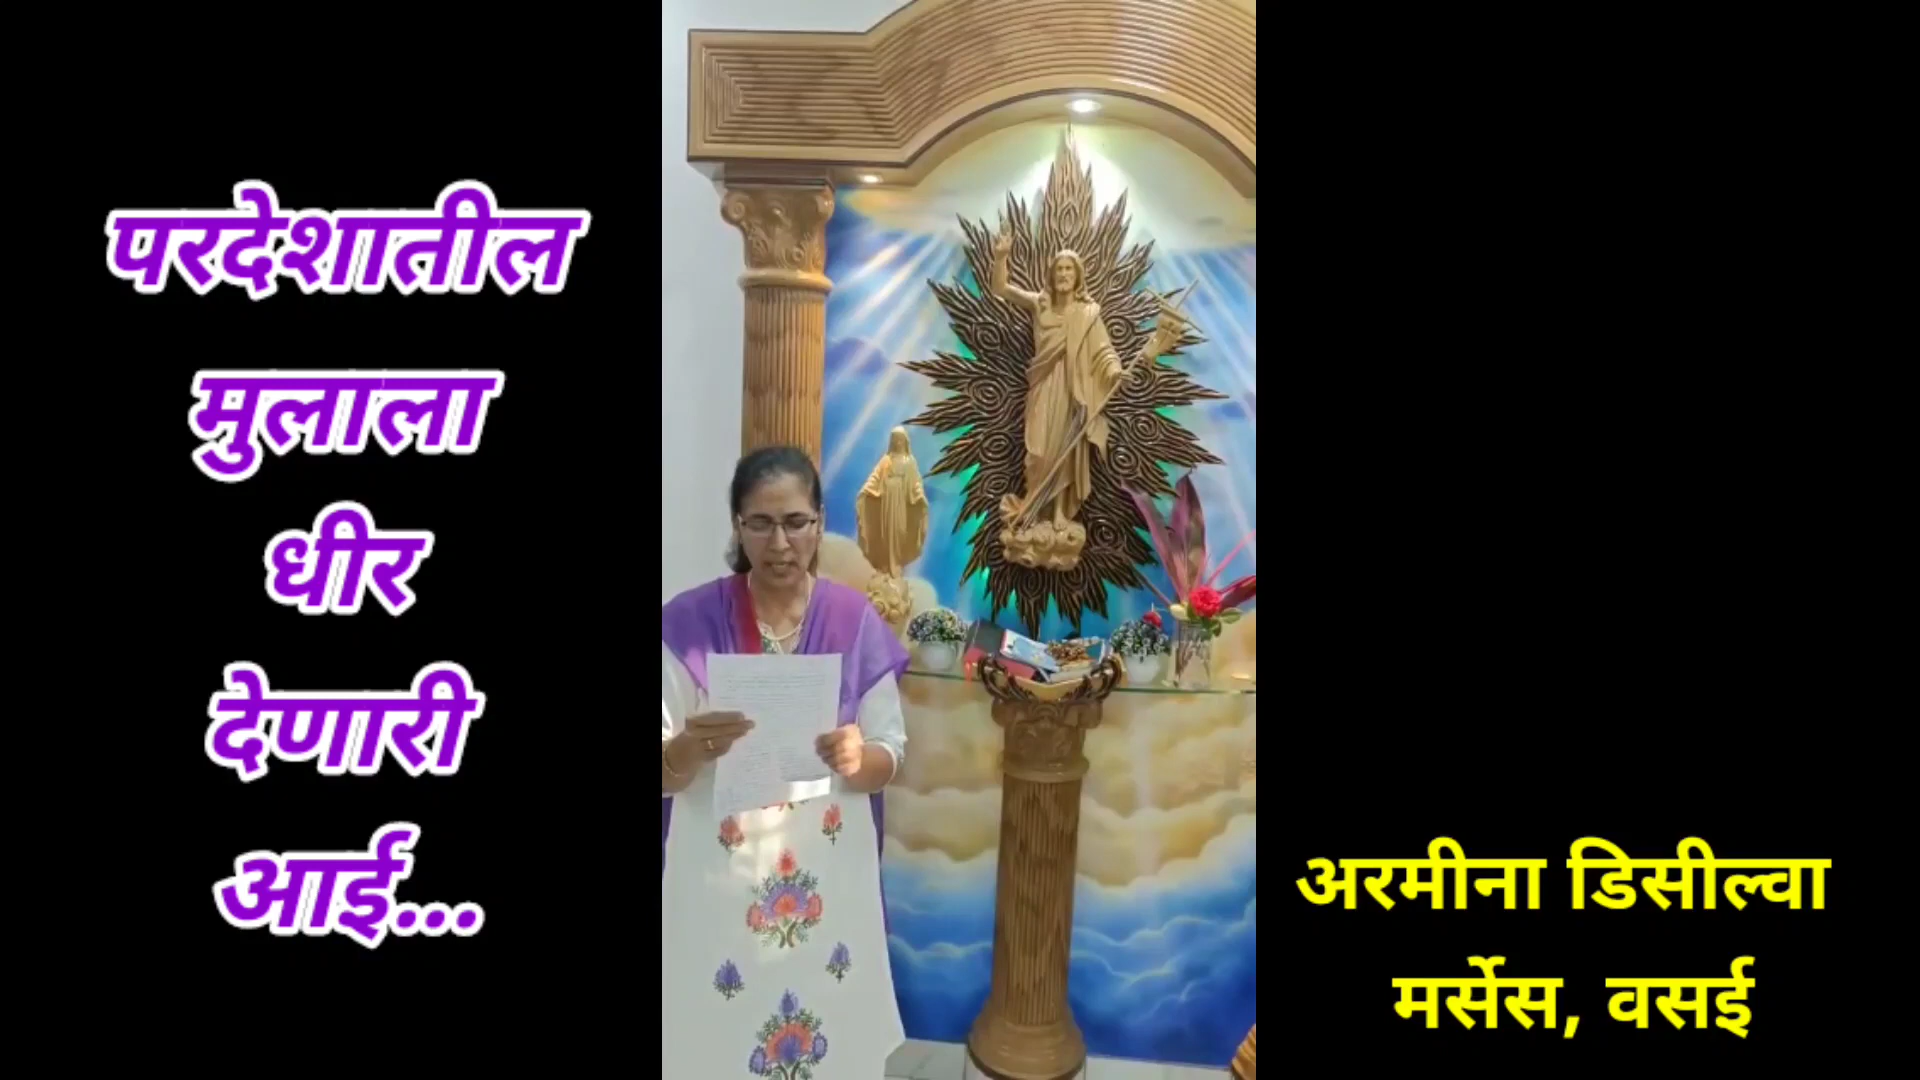 परदेशातील
मुलाला
धीर
देणारी
आई...
अरमीना डिसील्वा
मर्सेस, वसई